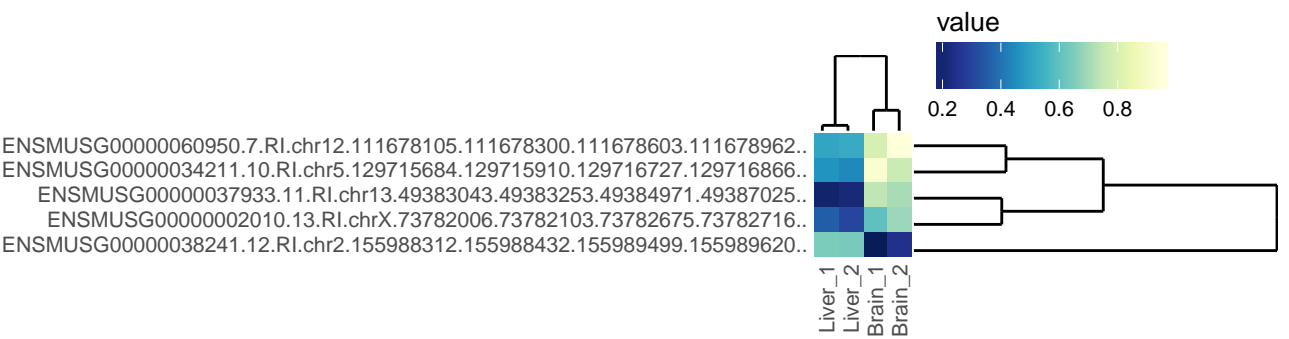 value
0.2 0.4 0.6 0.8
ENSMUSG00000060950.7.RI.chr12.111678105.111678300.111678603.111678962..
ENSMUSG00000034211.10.RI.chr5.129715684.129715910.129716727.129716866..
ENSMUSG00000037933.11.RI.chr13.49383043.49383253.49384971.49387025..
ENSMUSG00000002010.13.RI.chrX.73782006.73782103.73782675.73782716..
ENSMUSG00000038241.12.RI.chr2.155988312.155988432.155989499.155989620..
Liver_1
Liver_2
Brain_1
Brain_2